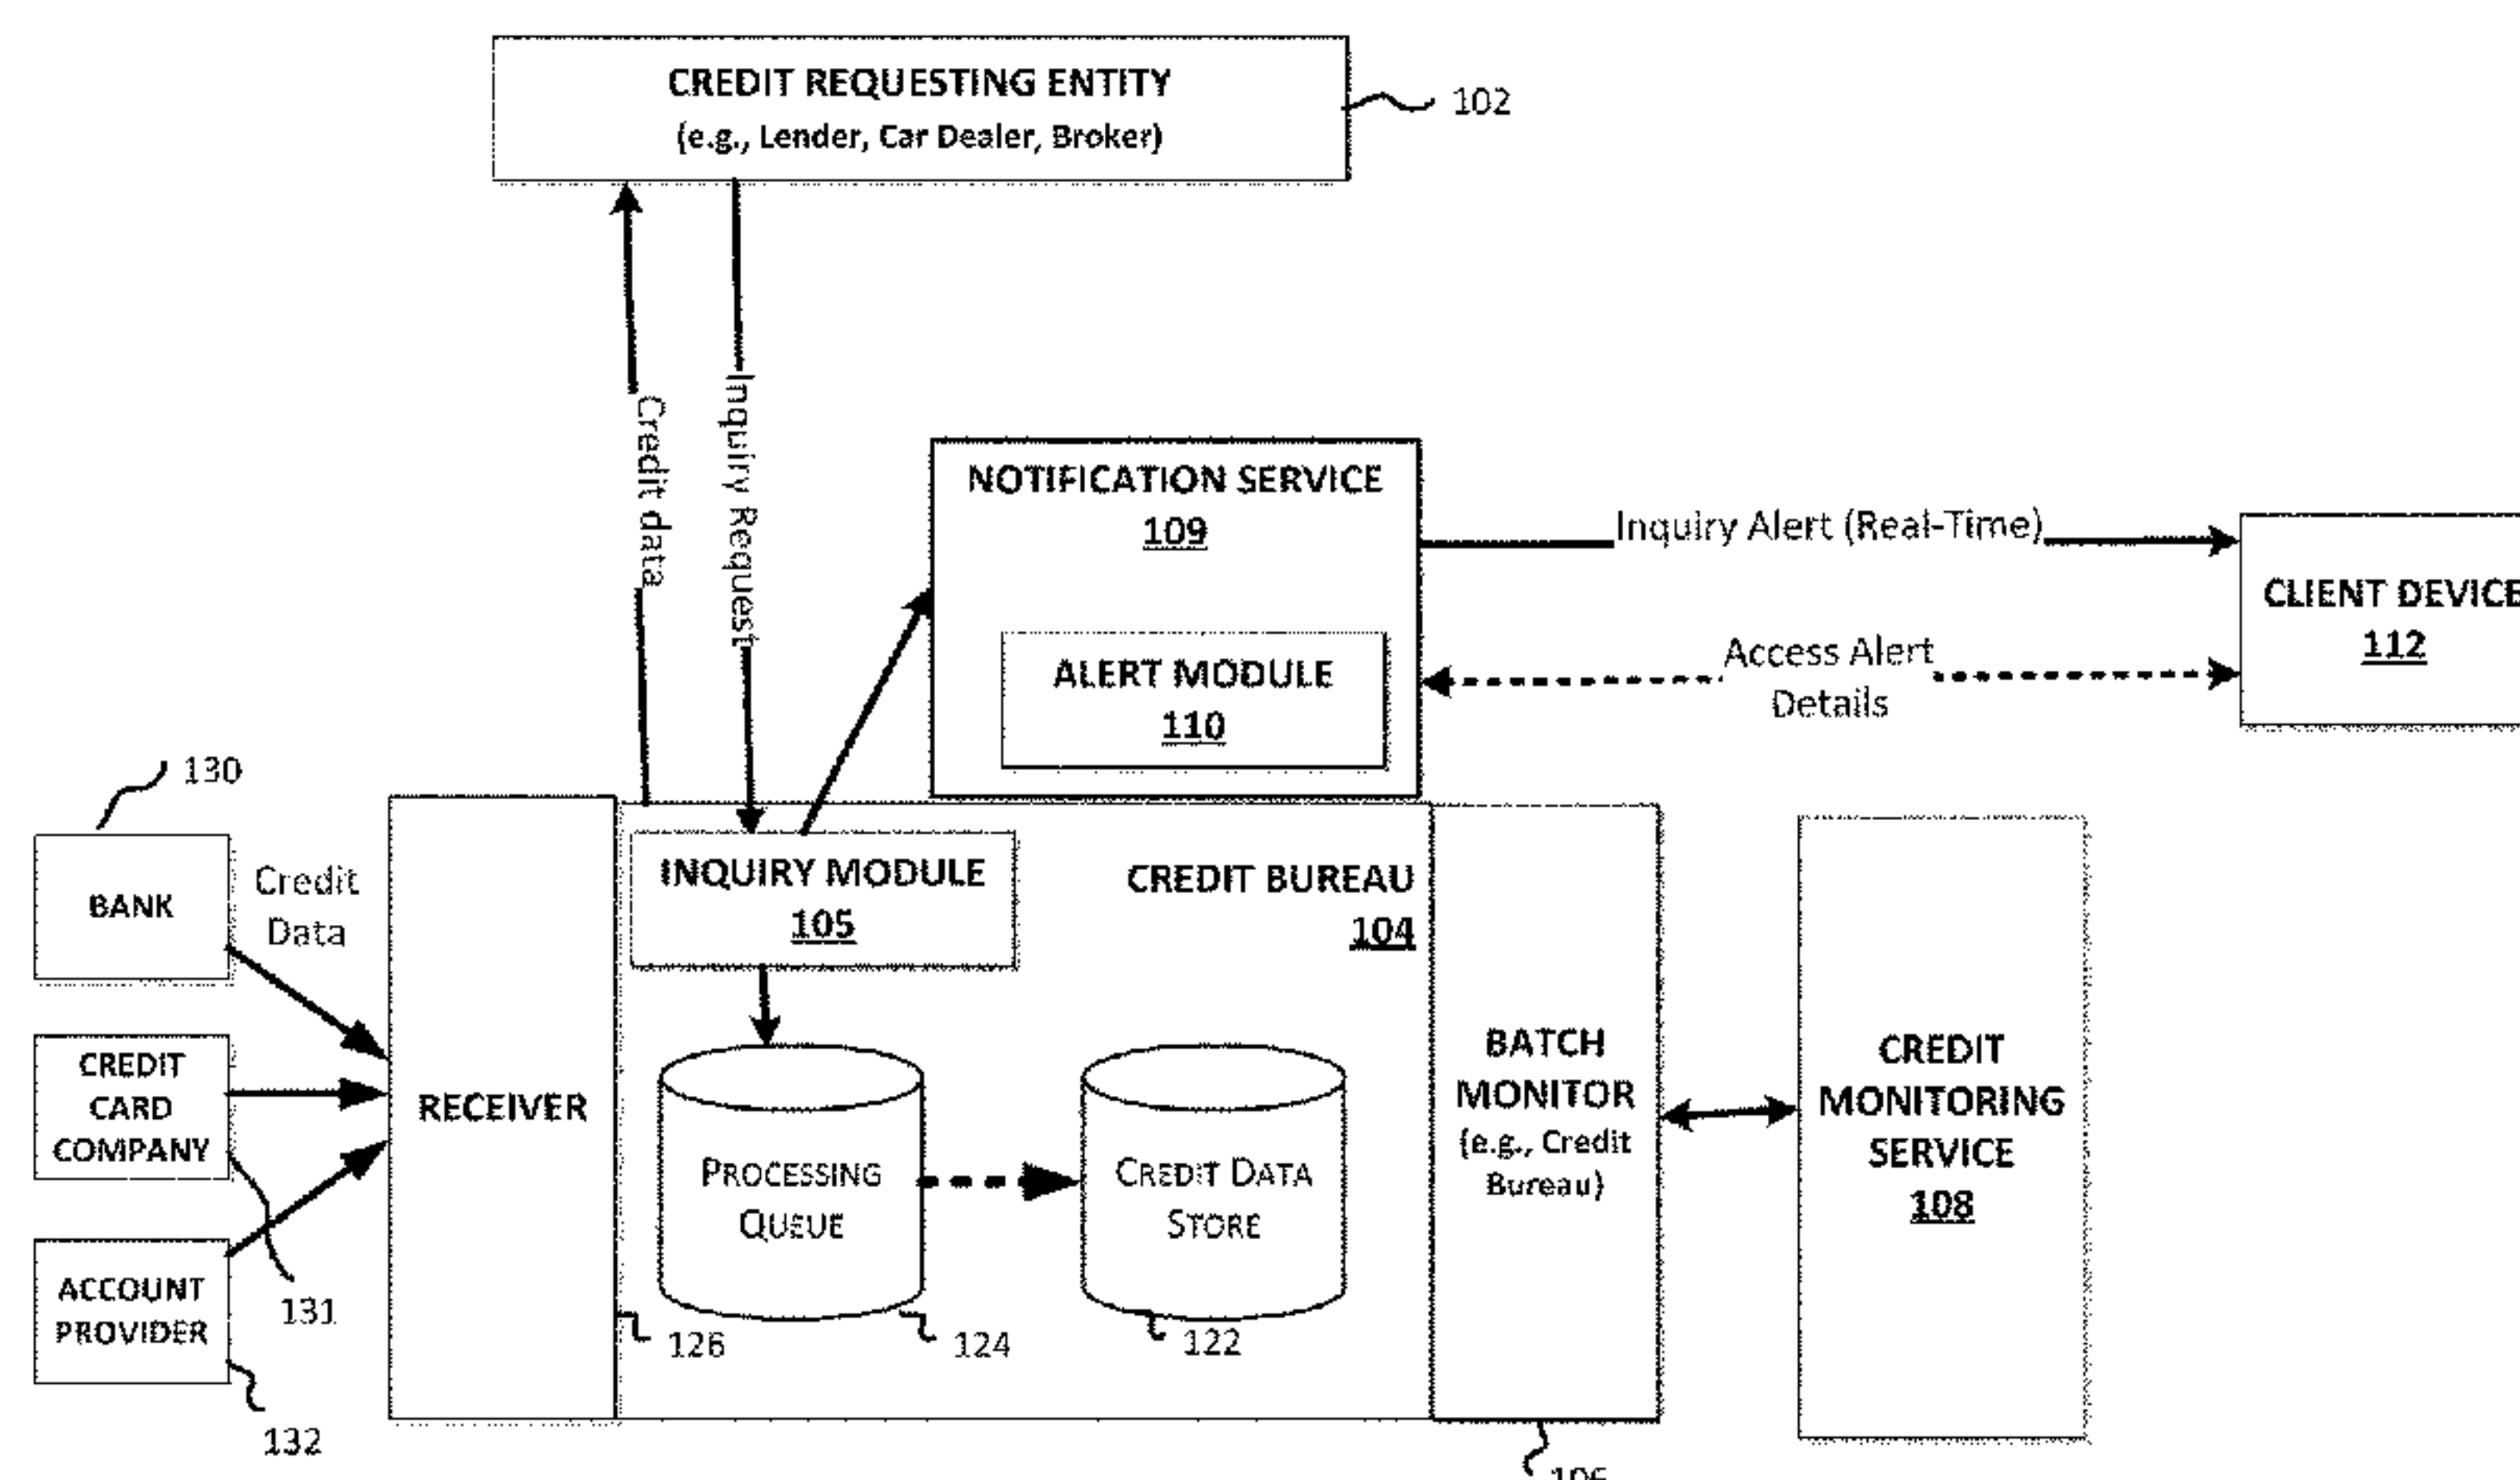 CREDIT REQUESTING ENTITY
(e.g., Lender, Car Dealer, Broker)
102
Credit data
Inquiry Request
NOTIFICATION SERVICE
109
ALERT MODULE
110
Inquiry Alert (Real-Time)
Access Alert
Details
CLIENT DEVICE
112
130
BANK
Credit
Data
CREDIT
CARD
COMPANY
131
ACCOUNT
PROVIDER
132
RECEIVER
126
INQUIRY MODULE
105
CREDIT BUREAU
104
PROCESSING
QUEUE
124
CREDIT DATA
STORE
122
BATCH
MONITOR
(e.g., Credit
Bureau)
106
CREDIT
MONITORING
SERVICE
108